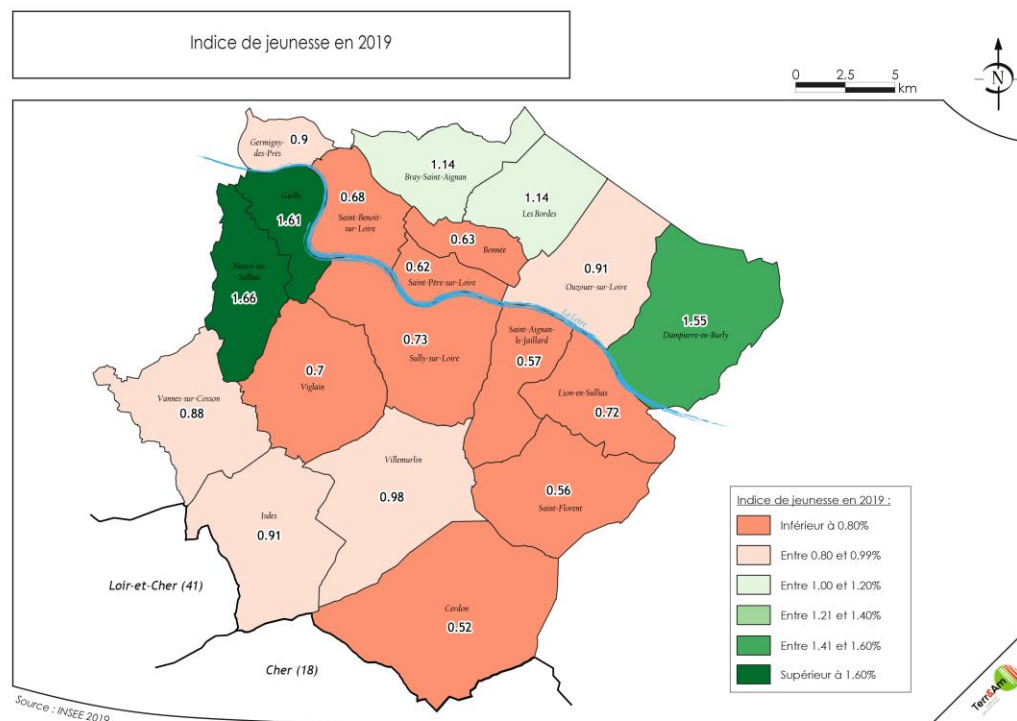 Indice de jeunesse en 2019
0 2,5 5
km
N
Germigny-
des-Prés
0.9
1.14
Bray-Saint-Aignan
1.14
Les Bordes
Guilly
1.61
0.68
Saint-Benoit-
sur-Loire
0.63
Bonnée
0.62
Saint-Père-sur-Loire
0.91
Ouzouer-sur-Loire
Neuvy-en-
Sullias
1.66
La Loire
1.55
Dampierre-en-Burly
0.73
Sully-sur-Loire
Saint-Aignan-
le-Jaillard
0.57
0.7
Viglain
Lion-en-Sullias
0.72
Vannes-sur-Cosson
0.88
Villemurlin
0.98
0.56
Saint-Florent
Isdes
0.91
Loir-et-Cher (41)
Cerdon
0.52
Cher (18)
Indice de jeunesse en 2019 :
Inférieur à 0.80%
Entre 0.80 et 0.99%
Entre 1.00 et 1.20%
Entre 1.21 et 1.40%
Entre 1.41 et 1.60%
Supérieur à 1.60%
Source : INSEE 2019
Terr&Am